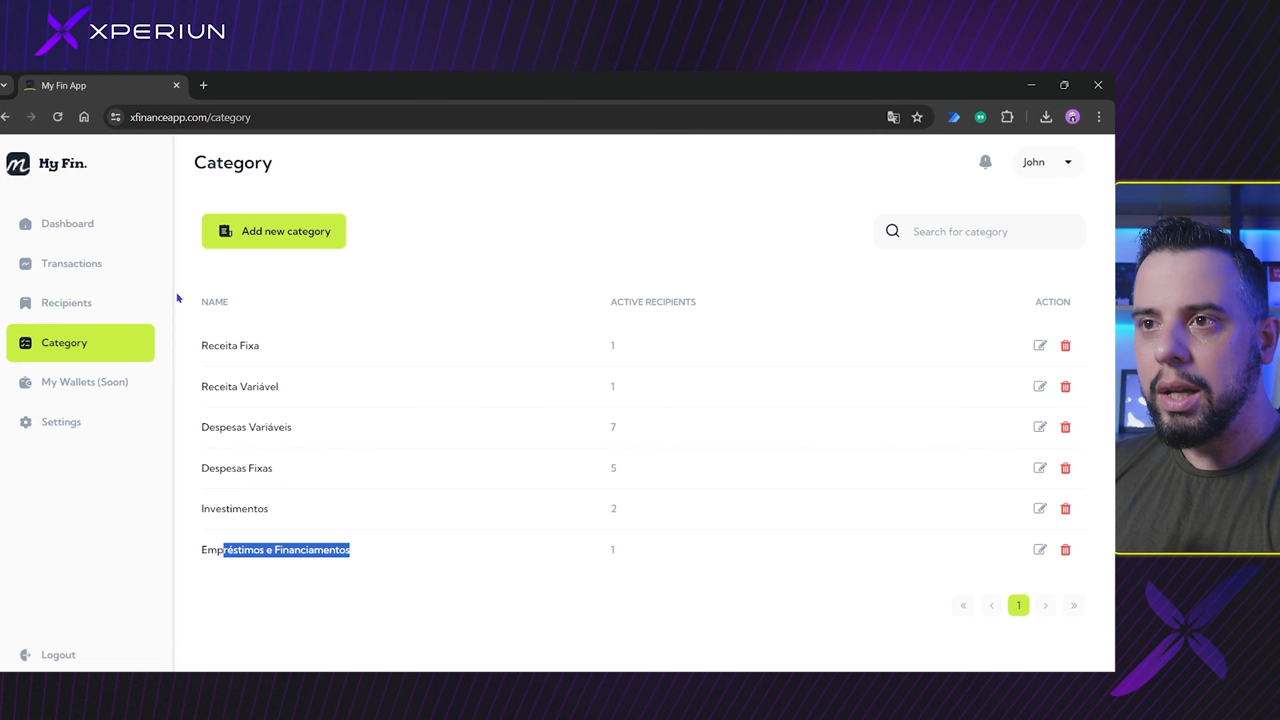 XPERIUN
My Fin App
xfinanceapp.com/category
My Fin.
Category
John
Dashboard
Transactions
Recipients
Category
My Wallets (Soon)
Settings
Logout
Add new category
Search for category
NAME ACTIVE RECIPIENTS ACTION
Receita Fixa 1
Receita Variável 1
Despesas Variáveis 7
Despesas Fixas 5
Investimentos 2
Empréstimos e Financiamentos 1
« ‹ 1 › »